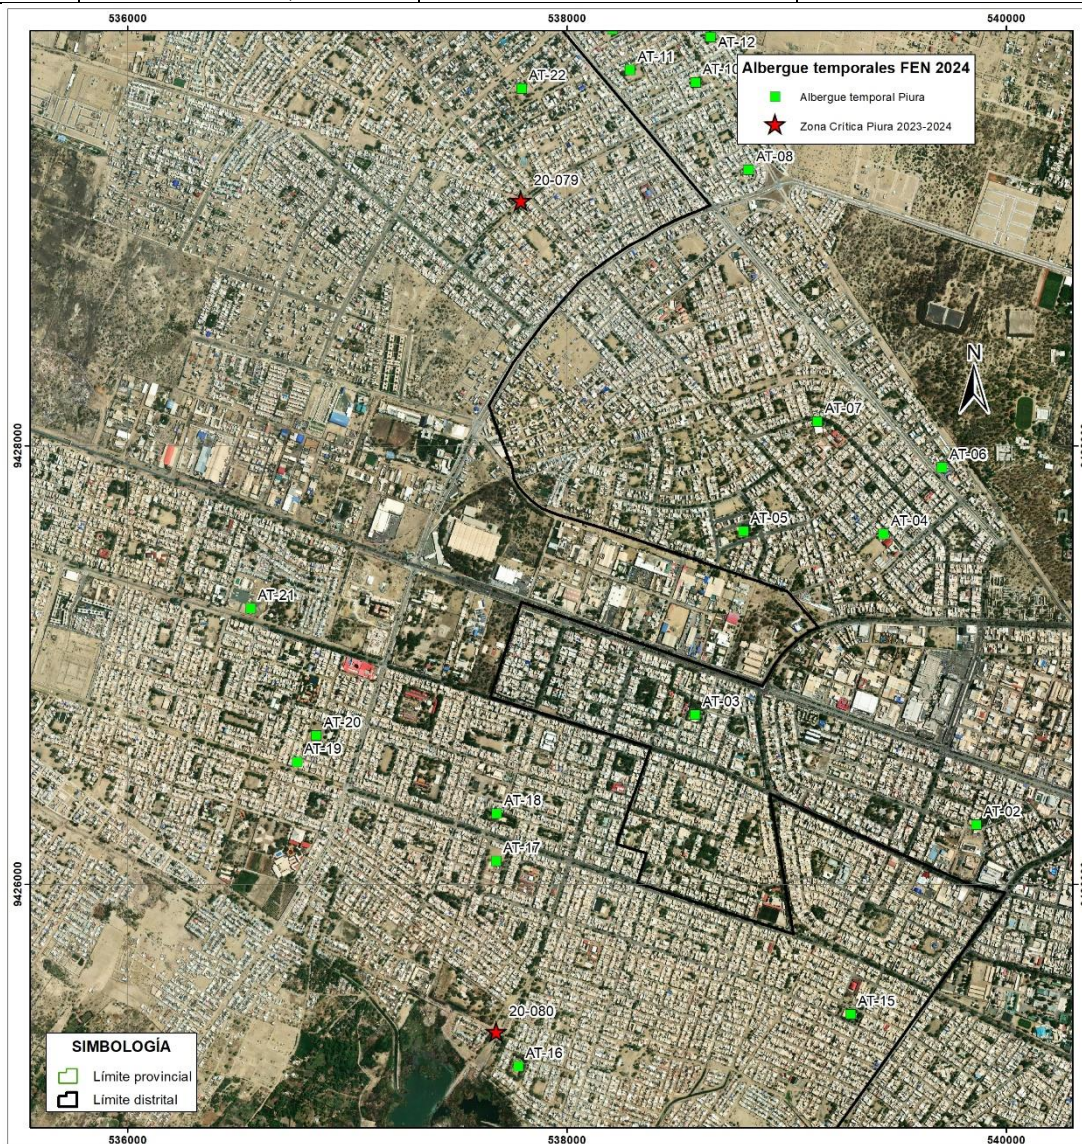 536000
538000
540000
AT-12
AT-11
AT-10
AT-22
Albergue temporales FEN 2024
Albergue temporal Piura
Zona Crítica Piura 2023-2024
AT-08
20-079
N
AT-07
9428000
AT-06
AT-05
AT-04
AT-21
AT-03
AT-20
AT-19
AT-18
AT-02
AT-17
9426000
AT-15
20-080
AT-16
SIMBOLOGÍA
Límite provincial
Límite distrital
536000
538000
540000